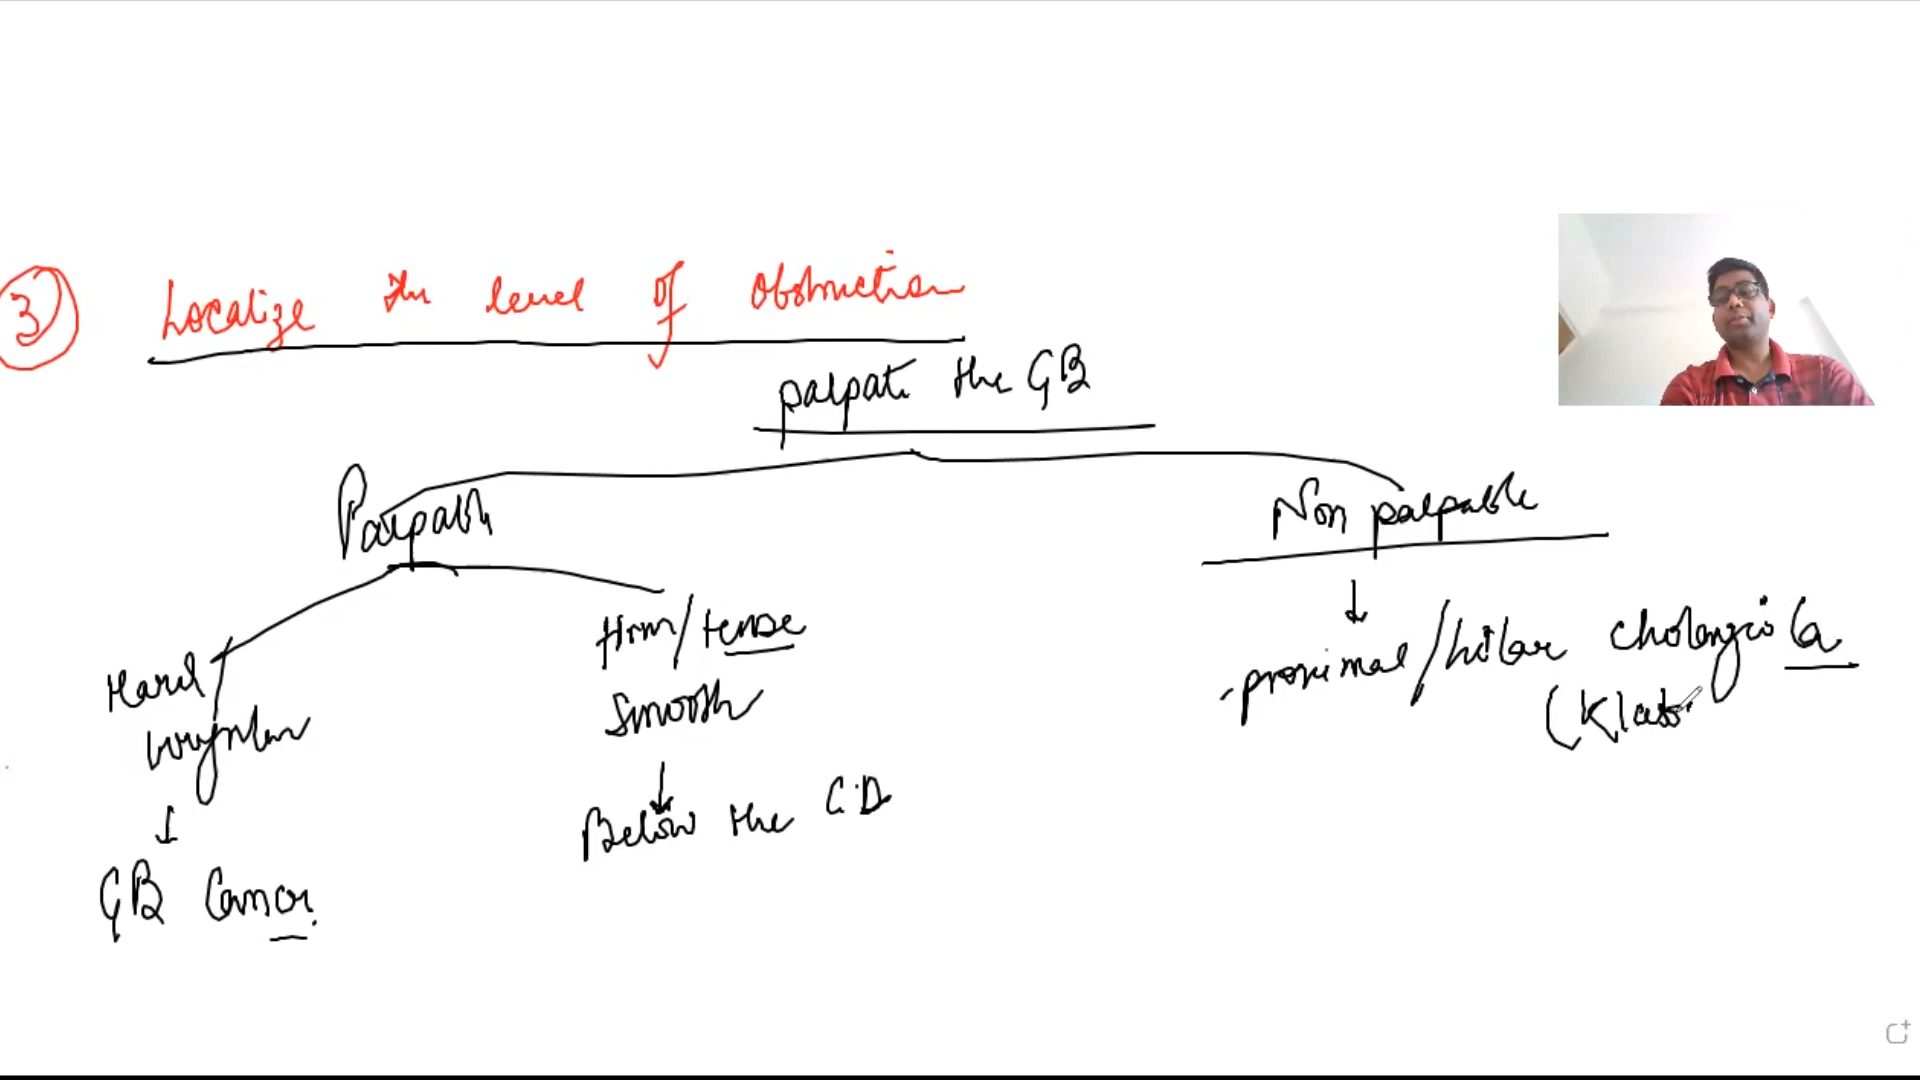 3 Localize the level of obstruction
palpate the GB
Palpable
Non palpable
Hard/
irregular
↓
GB Cancer.
firm/tense
Smooth
↓
Below the C.D
↓
- proximal/hilar cholangio Ca
(Klats